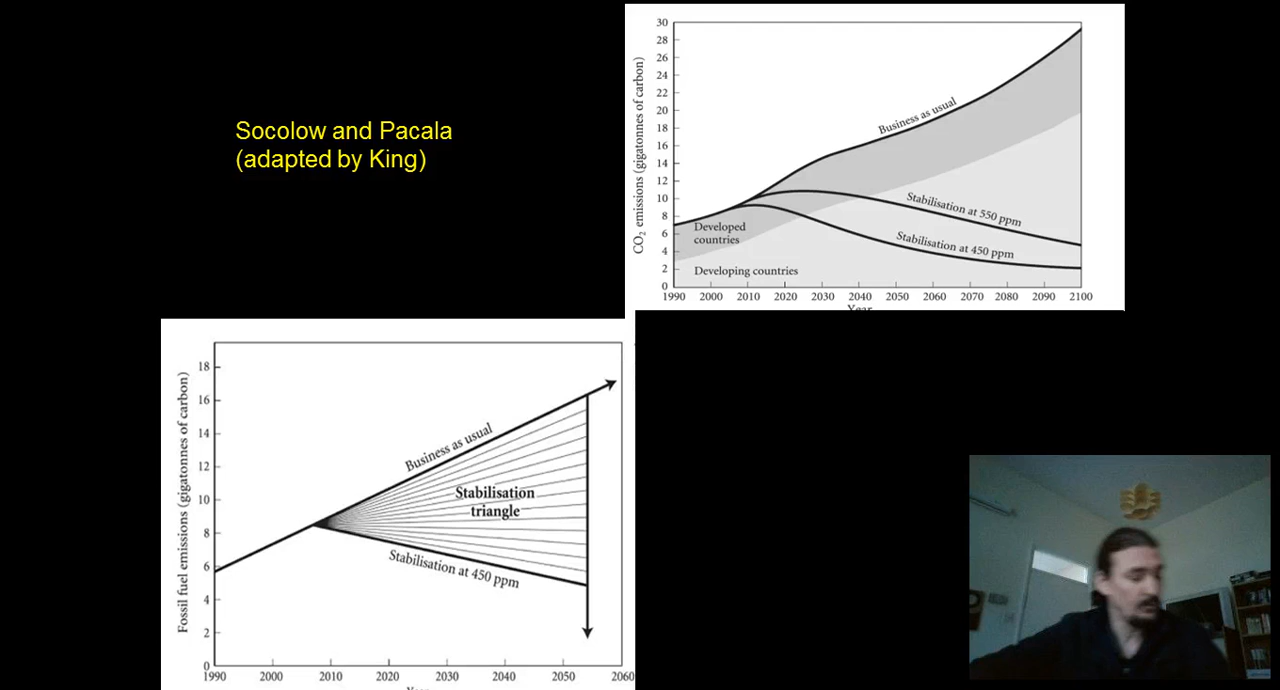 Socolow and Pacala
(adapted by King)
30
28
26
24
22
20
18
16
14
12
10
8
6
4
2
0
CO2 emissions (gigatonnes of carbon)
Business as usual
Stabilisation at 550 ppm
Stabilisation at 450 ppm
Developed
countries
Developing countries
1990 2000 2010 2020 2030 2040 2050 2060 2070 2080 2090 2100
Year
18
16
14
12
10
8
6
4
2
0
Fossil fuel emissions (gigatonnes of carbon)
Business as usual
Stabilisation
triangle
Stabilisation at 450 ppm
1990 2000 2010 2020 2030 2040 2050 2060
Year